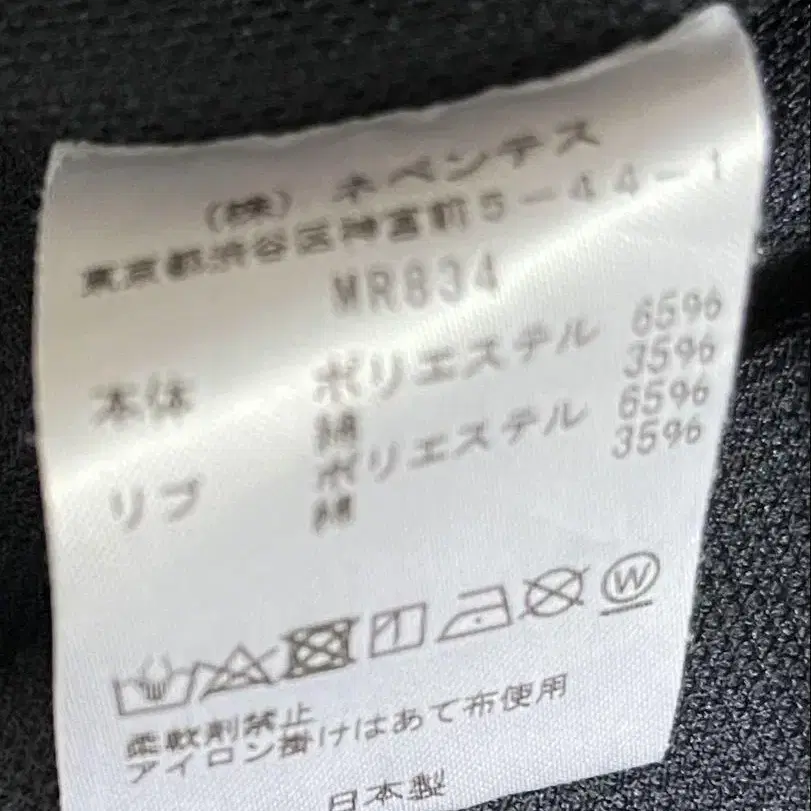 (株)ネペンテス
東京都渋谷区神宮前5-44-1
MR834
本体 ポリエステル 65%
綿 35%
リブ ポリエステル 65%
綿 35%
W
柔軟剤禁止
アイロン掛けはあて布使用
日本製